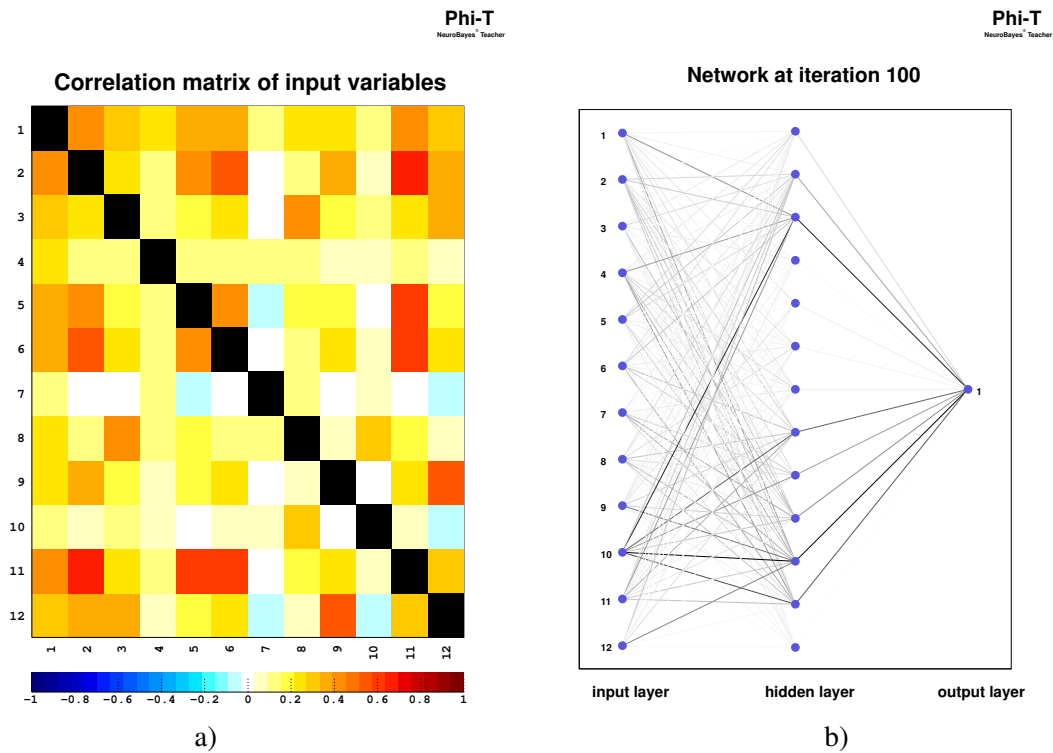 Phi-T
NeuroBayes® Teacher
Correlation matrix of input variables
1
2
3
4
5
6
7
8
9
10
11
12
1 2 3 4 5 6 7 8 9 10 11 12
-1 -0.8 -0.6 -0.4 -0.2 0 0.2 0.4 0.6 0.8 1
a)
Phi-T
NeuroBayes® Teacher
Network at iteration 100
1
2
3
4
5
6
7
8
9
10
11
12
1
input layer hidden layer output layer
b)